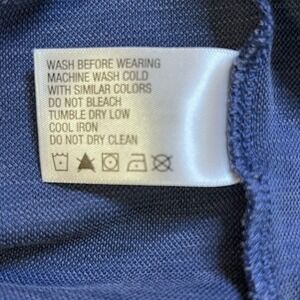 WASH BEFORE WEARING
MACHINE WASH COLD
WITH SIMILAR COLORS
DO NOT BLEACH
TUMBLE DRY LOW
COOL IRON
DO NOT DRY CLEAN